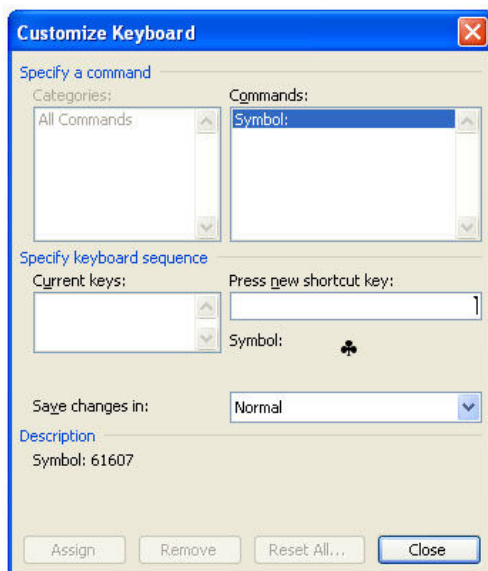 Customize Keyboard
Specify a command
Categories:
Commands:
All Commands
Symbol:
Specify keyboard sequence
Current keys:
Press new shortcut key:
Symbol: ♣
Save changes in:
Normal
Description
Symbol: 61607
Assign
Remove
Reset All...
Close